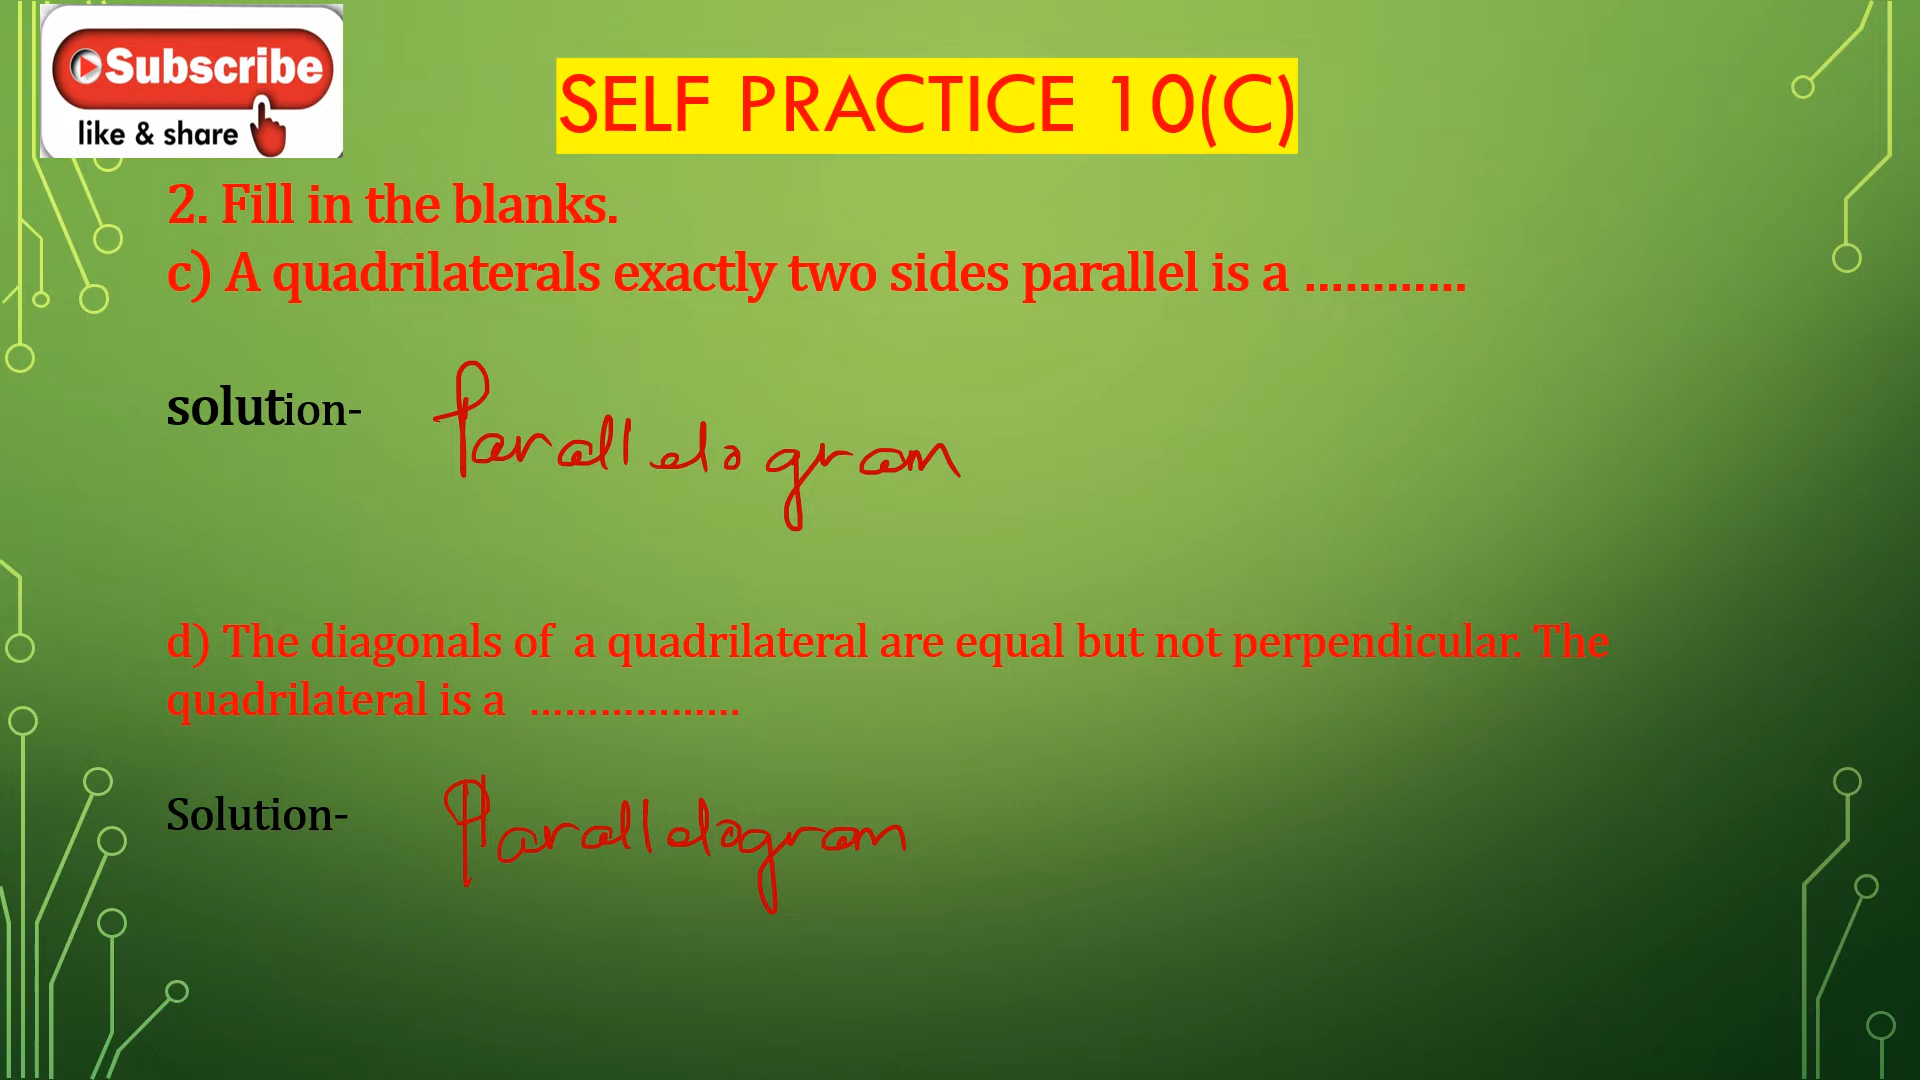 Subscribe
like & share
SELF PRACTICE 10(C)
2. Fill in the blanks.
c) A quadrilaterals exactly two sides parallel is a ............
solution-
Parallelogram
d) The diagonals of a quadrilateral are equal but not perpendicular. The
quadrilateral is a ..................
Solution-
Parallelogram